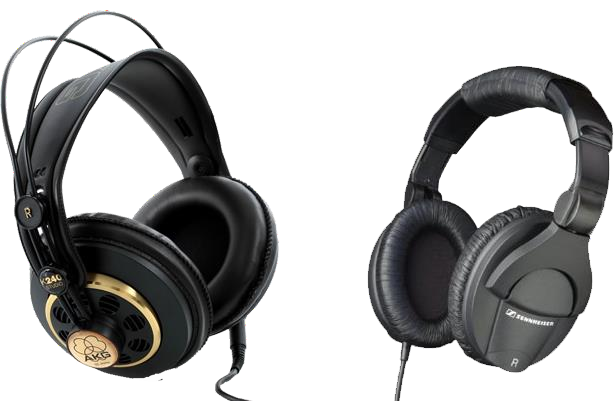 R
K240
STUDIO
AKG
SENNHEISER
R